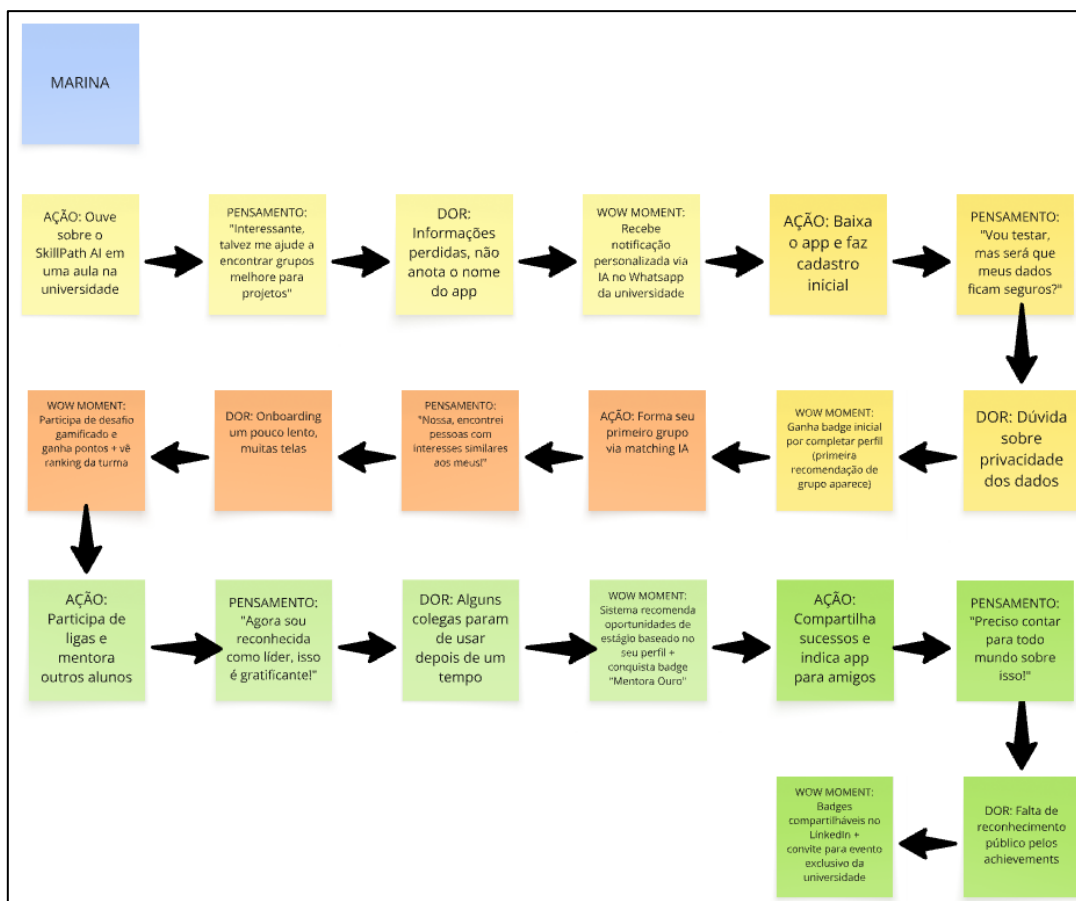 MARINA
AÇÃO: Ouve
sobre o
SkillPath AI em
uma aula na
universidade
PENSAMENTO:
"Interessante,
talvez me ajude a
encontrar grupos
melhore para
projetos"
DOR:
Informações
perdidas, não
anota o nome
do app
WOW MOMENT:
Recebe
notificação
personalizada via
IA no Whatsapp
da universidade
AÇÃO: Baixa
o app e faz
cadastro
inicial
PENSAMENTO:
"Vou testar,
mas será que
meus dados
ficam seguros?"
DOR: Dúvida
sobre
privacidade
dos dados
WOW MOMENT:
Ganha badge inicial
por completar perfil
(primeira
recomendação de
grupo aparece)
AÇÃO: Forma seu
primeiro grupo
via matching IA
PENSAMENTO:
"Nossa, encontrei
pessoas com
interesses similares
aos meus!"
DOR: Onboarding
um pouco lento,
muitas telas
WOW MOMENT:
Participa de desafio
gamificado e
ganha pontos + vê
ranking da turma
AÇÃO:
Participa de
ligas e
mentora
outros alunos
PENSAMENTO:
"Agora sou
reconhecida
como líder, isso
é gratificante!"
DOR: Alguns
colegas param
de usar
depois de um
tempo
WOW MOMENT:
Sistema recomenda
oportunidades de
estágio baseado no
seu perfil +
conquista badge
"Mentora Ouro"
AÇÃO:
Compartilha
sucessos e
indica app
para amigos
PENSAMENTO:
"Preciso contar
para todo
mundo sobre
isso!"
DOR: Falta de
reconhecimento
público pelos
achievements
WOW MOMENT:
Badges
compartilháveis no
LinkedIn +
convite para evento
exclusivo da
universidade